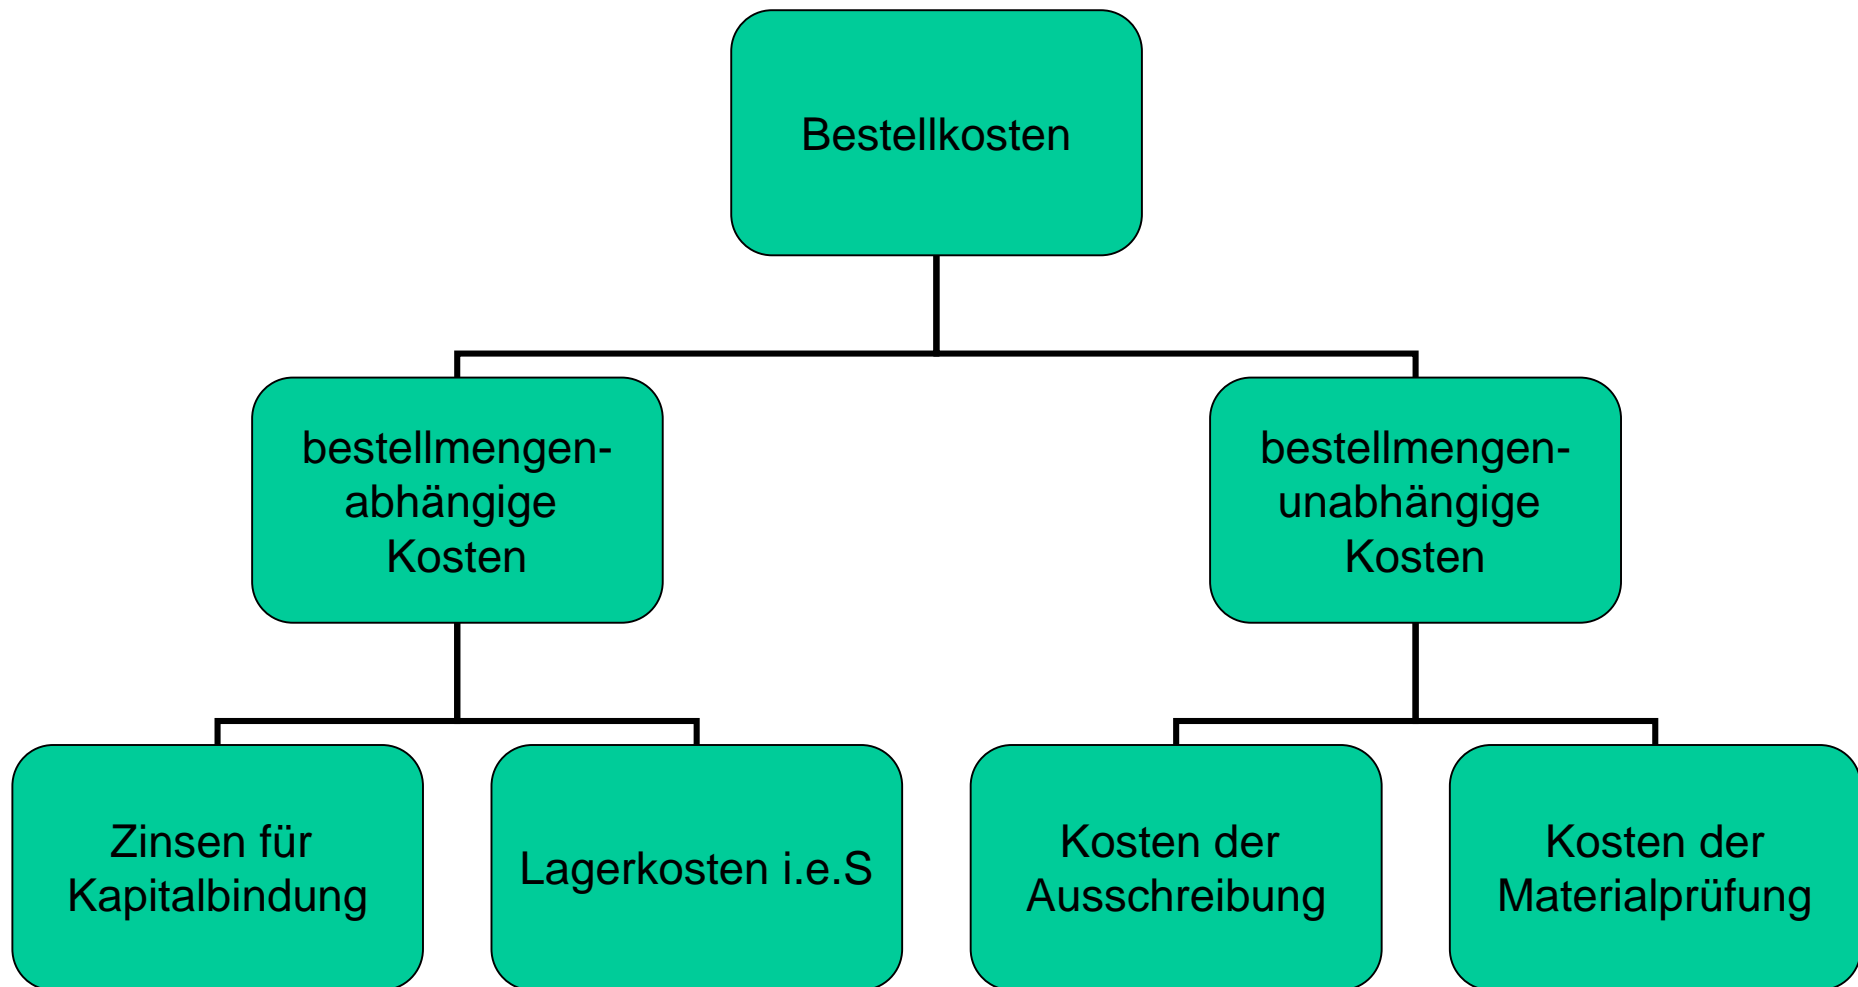 Bestellkosten
bestellmengen-
abhängige
Kosten
bestellmengen-
unabhängige
Kosten
Zinsen für
Kapitalbindung
Lagerkosten i.e.S
Kosten der
Ausschreibung
Kosten der
Materialprüfung